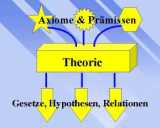 Axiome & Prämissen
Theorie
Gesetze, Hypothesen, Relationen